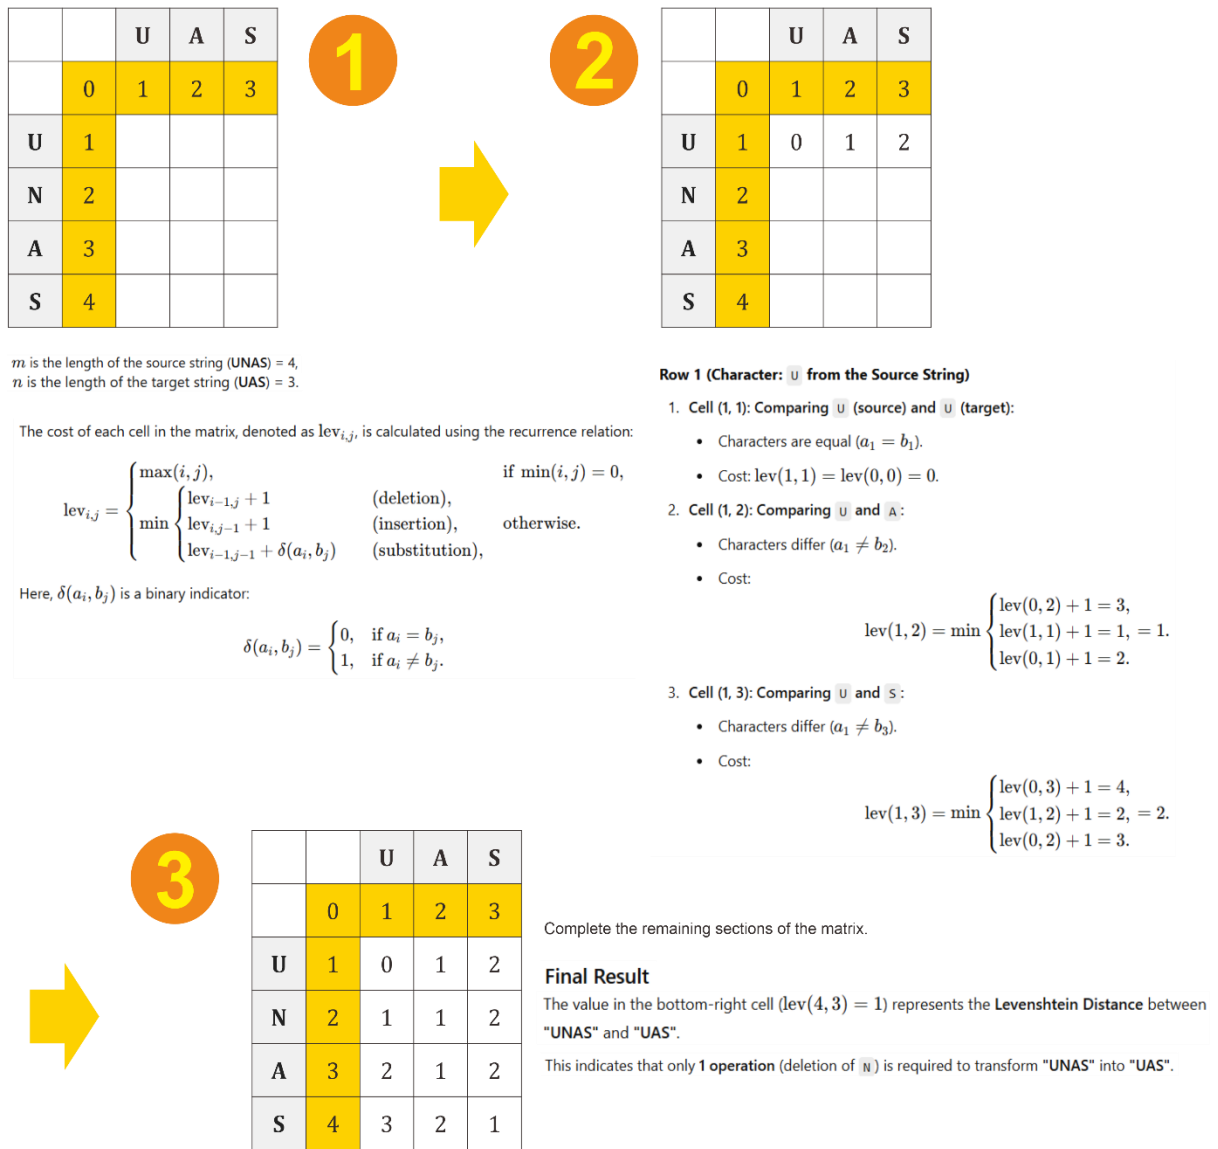 1
U A S
0 1 2 3
U 1
N 2
A 3
S 4
m is the length of the source string (UNAS) = 4,
n is the length of the target string (UAS) = 3.
The cost of each cell in the matrix, denoted as lev_{i,j}, is calculated using the recurrence relation:
lev_{i,j} = { max(i, j), if min(i, j) = 0,
min { lev_{i−1,j} + 1 (deletion),
lev_{i,j−1} + 1 (insertion), otherwise.
lev_{i−1,j−1} + δ(a_i, b_j) (substitution),
Here, δ(a_i, b_j) is a binary indicator:
δ(a_i, b_j) = { 0, if a_i = b_j,
1, if a_i ≠ b_j.
2
U A S
0 1 2 3
U 1 0 1 2
N 2
A 3
S 4
Row 1 (Character: U from the Source String)
1. Cell (1, 1): Comparing U (source) and U (target):
• Characters are equal (a_1 = b_1).
• Cost: lev(1, 1) = lev(0, 0) = 0.
2. Cell (1, 2): Comparing U and A:
• Characters differ (a_1 ≠ b_2).
• Cost:
lev(0, 2) + 1 = 3,
lev(1, 2) = min { lev(1, 1) + 1 = 1, = 1.
lev(0, 1) + 1 = 2.
3. Cell (1, 3): Comparing U and S:
• Characters differ (a_1 ≠ b_3).
• Cost:
lev(0, 3) + 1 = 4,
lev(1, 3) = min { lev(1, 2) + 1 = 2, = 2.
lev(0, 2) + 1 = 3.
3
U A S
0 1 2 3
U 1 0 1 2
N 2 1 1 2
A 3 2 1 2
S 4 3 2 1
Complete the remaining sections of the matrix.
Final Result
The value in the bottom-right cell (lev(4, 3) = 1) represents the Levenshtein Distance between
"UNAS" and "UAS".
This indicates that only 1 operation (deletion of N) is required to transform "UNAS" into "UAS".